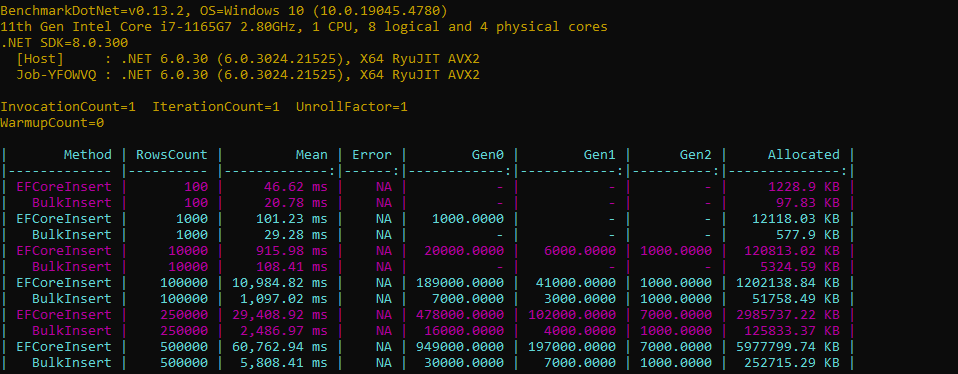 BenchmarkDotNet=v0.13.2, OS=Windows 10 (10.0.19045.4780)
11th Gen Intel Core i7-1165G7 2.80GHz, 1 CPU, 8 logical and 4 physical cores
.NET SDK=8.0.300
  [Host]     : .NET 6.0.30 (6.0.3024.21525), X64 RyuJIT AVX2
  Job-YFOWVQ : .NET 6.0.30 (6.0.3024.21525), X64 RyuJIT AVX2
InvocationCount=1  IterationCount=1  UnrollFactor=1
WarmupCount=0
|       Method | RowsCount |         Mean | Error |        Gen0 |        Gen1 |      Gen2 |     Allocated |
|------------- |---------- |-------------:|------:|------------:|------------:|----------:|--------------:|
| EFCoreInsert |       100 |     46.62 ms |    NA |           - |           - |         - |     1228.9 KB |
|   BulkInsert |       100 |     20.78 ms |    NA |           - |           - |         - |      97.83 KB |
| EFCoreInsert |      1000 |    101.23 ms |    NA |   1000.0000 |           - |         - |   12118.03 KB |
|   BulkInsert |      1000 |     29.28 ms |    NA |           - |           - |         - |      577.9 KB |
| EFCoreInsert |     10000 |    915.98 ms |    NA |  20000.0000 |   6000.0000 | 1000.0000 |  120813.02 KB |
|   BulkInsert |     10000 |    108.41 ms |    NA |           - |           - |         - |    5324.59 KB |
| EFCoreInsert |    100000 | 10,984.82 ms |    NA | 189000.0000 |  41000.0000 | 1000.0000 | 1202138.84 KB |
|   BulkInsert |    100000 |  1,097.02 ms |    NA |   7000.0000 |   3000.0000 | 1000.0000 |   51758.49 KB |
| EFCoreInsert |    250000 | 29,408.92 ms |    NA | 478000.0000 | 102000.0000 | 7000.0000 | 2985737.22 KB |
|   BulkInsert |    250000 |  2,486.97 ms |    NA |  16000.0000 |   4000.0000 | 1000.0000 |  125833.37 KB |
| EFCoreInsert |    500000 | 60,762.94 ms |    NA | 949000.0000 | 197000.0000 | 7000.0000 | 5977799.74 KB |
|   BulkInsert |    500000 |  5,808.41 ms |    NA |  30000.0000 |   7000.0000 | 1000.0000 |  252715.29 KB |